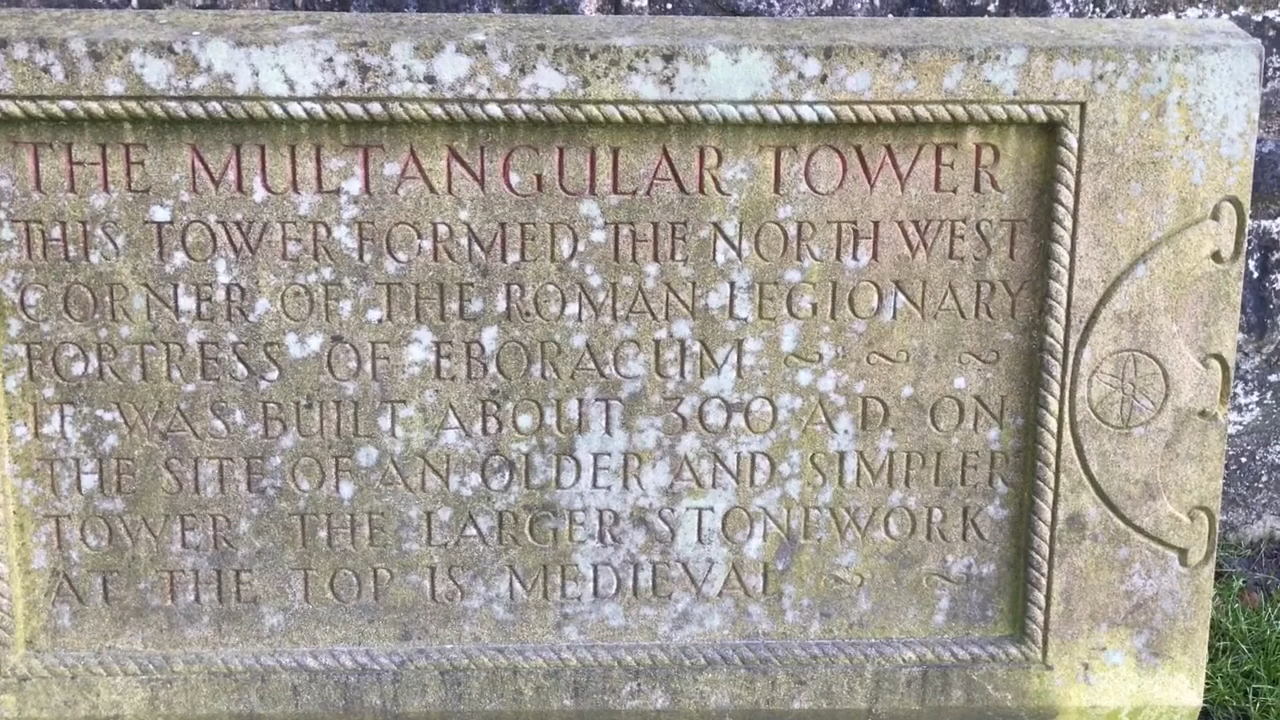 THE MULTANGULAR TOWER
THIS TOWER FORMED THE NORTH WEST
CORNER OF THE ROMAN LEGIONARY
FORTRESS OF EBORACUM ~ ~ ~
IT WAS BUILT ABOUT 300 A.D. ON
THE SITE OF AN OLDER AND SIMPLER
TOWER THE LARGER STONEWORK
AT THE TOP IS MEDIEVAL ~ ~